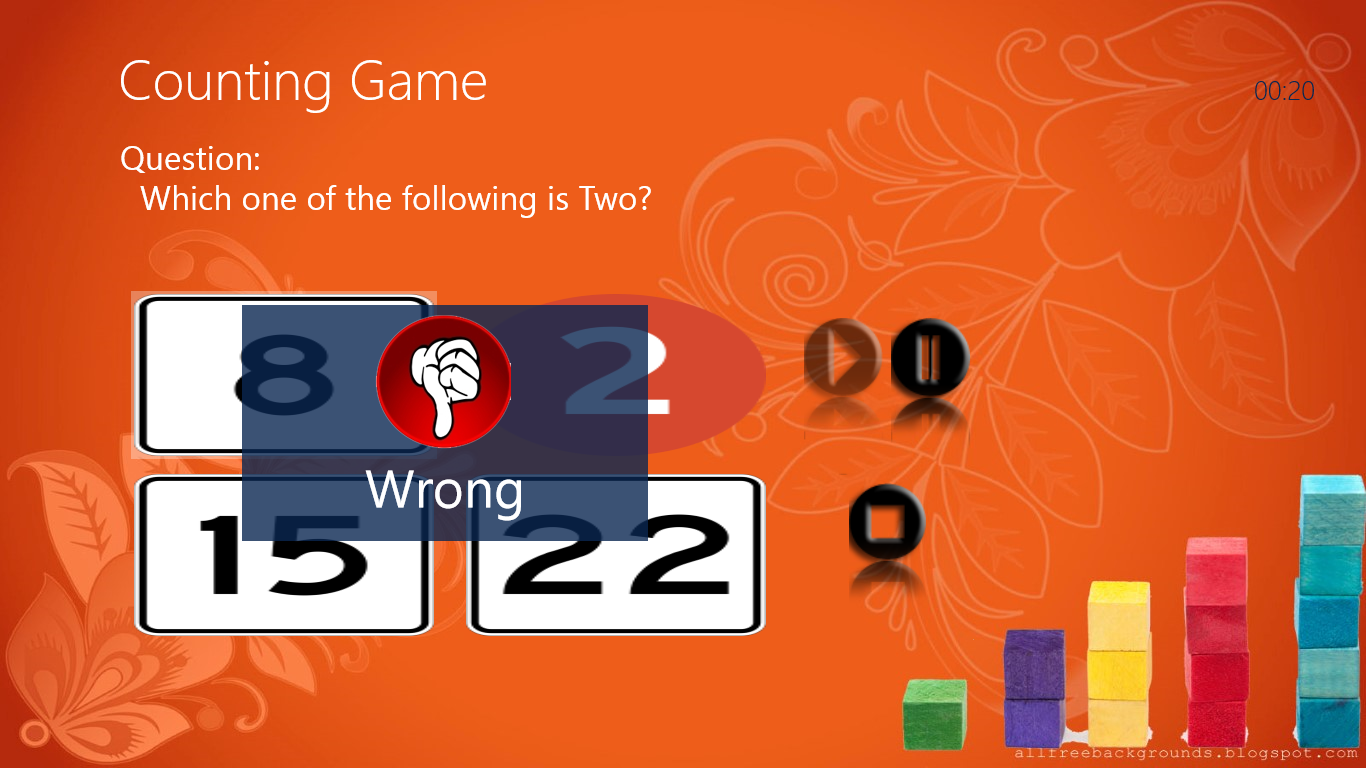 Counting Game
00:20
Question:
Which one of the following is Two?
8
2
Wrong
15
22
allfreebackgrounds.blogspot.com